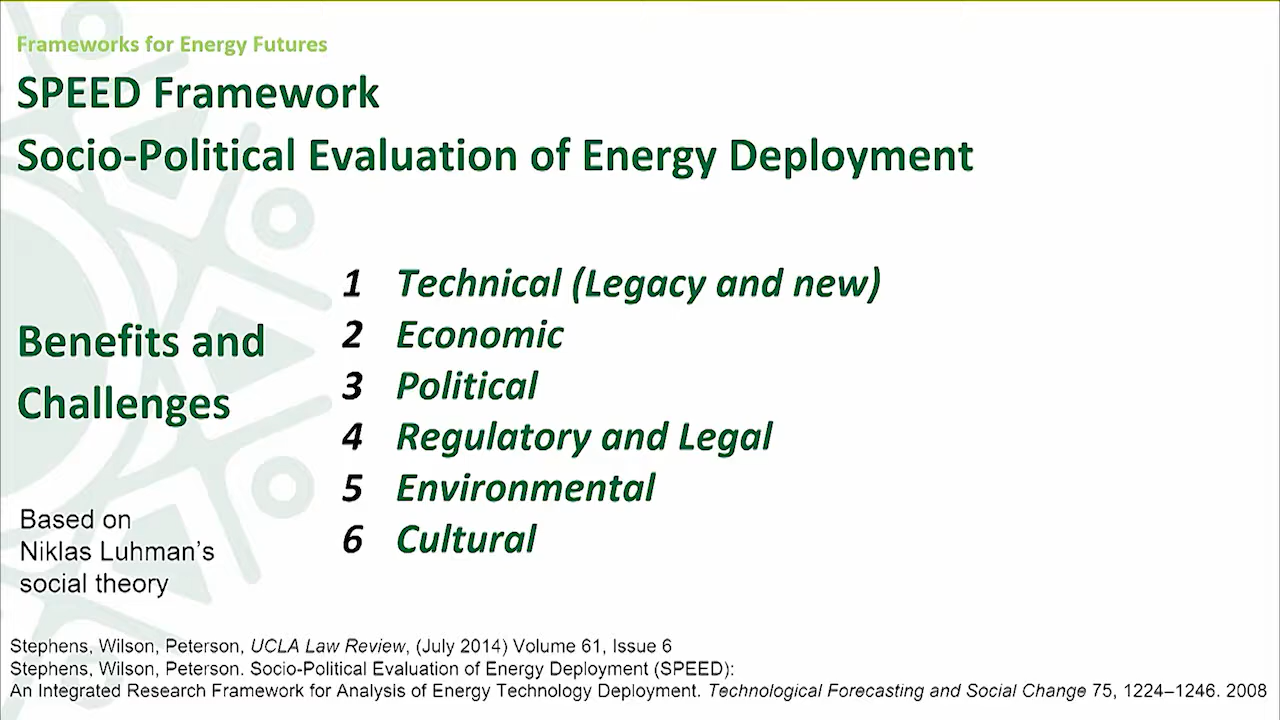 Frameworks for Energy Futures
SPEED Framework
Socio-Political Evaluation of Energy Deployment
Benefits and
Challenges
1 Technical (Legacy and new)
2 Economic
3 Political
4 Regulatory and Legal
5 Environmental
6 Cultural
Based on
Niklas Luhman’s
social theory
Stephens, Wilson, Peterson, UCLA Law Review, (July 2014) Volume 61, Issue 6
Stephens, Wilson, Peterson. Socio-Political Evaluation of Energy Deployment (SPEED):
An Integrated Research Framework for Analysis of Energy Technology Deployment. Technological Forecasting and Social Change 75, 1224–1246. 2008